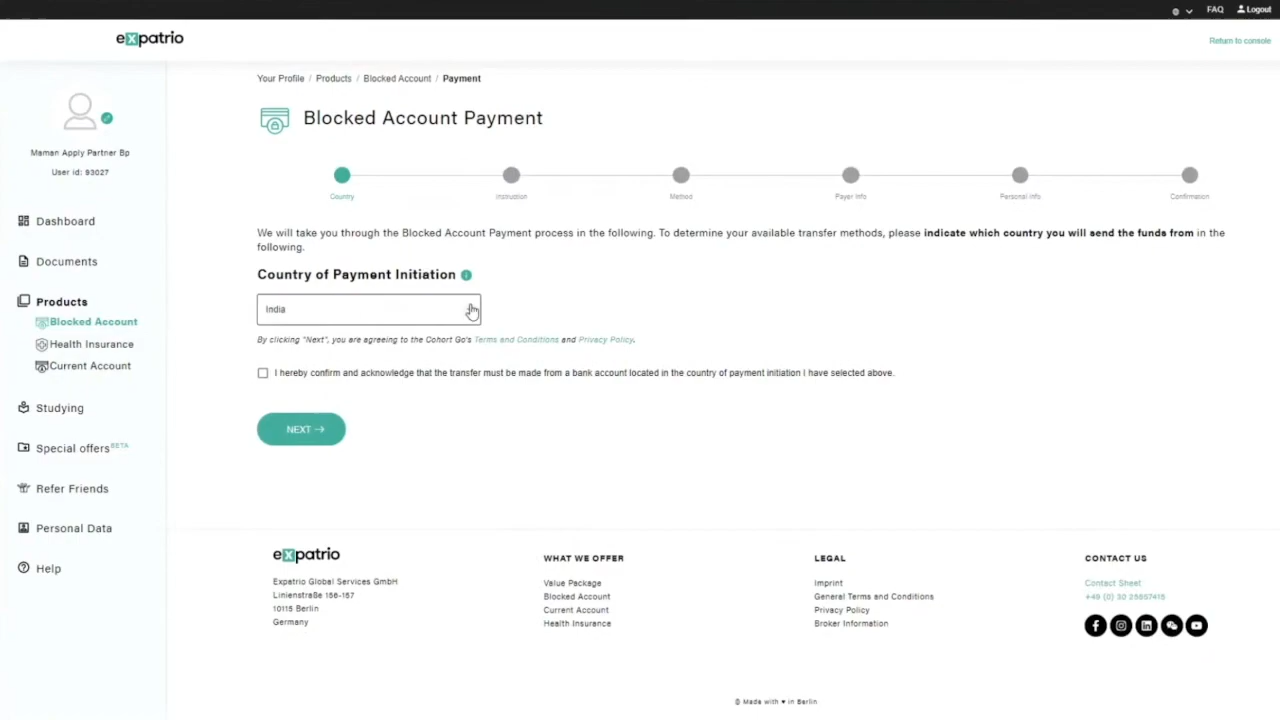 FAQ
Logout
expatrio
Return to console
Maman Apply Partner Bp
User id: 93027
Dashboard
Documents
Products
Blocked Account
Health Insurance
Current Account
Studying
Special offers BETA
Refer Friends
Personal Data
Help
Your Profile / Products / Blocked Account / Payment
Blocked Account Payment
Country
Instruction
Method
Payer Info
Personal Info
Confirmation
We will take you through the Blocked Account Payment process in the following. To determine your available transfer methods, please indicate which country you will send the funds from in the
following.
Country of Payment Initiation
India
By clicking "Next", you are agreeing to the Cohort Go's Terms and Conditions and Privacy Policy.
I hereby confirm and acknowledge that the transfer must be made from a bank account located in the country of payment initiation I have selected above.
NEXT →
expatrio
Expatrio Global Services GmbH
Linienstraße 156-157
10115 Berlin
Germany
WHAT WE OFFER
Value Package
Blocked Account
Current Account
Health Insurance
LEGAL
Imprint
General Terms and Conditions
Privacy Policy
Broker Information
CONTACT US
Contact Sheet
© Made with ♥ in Berlin